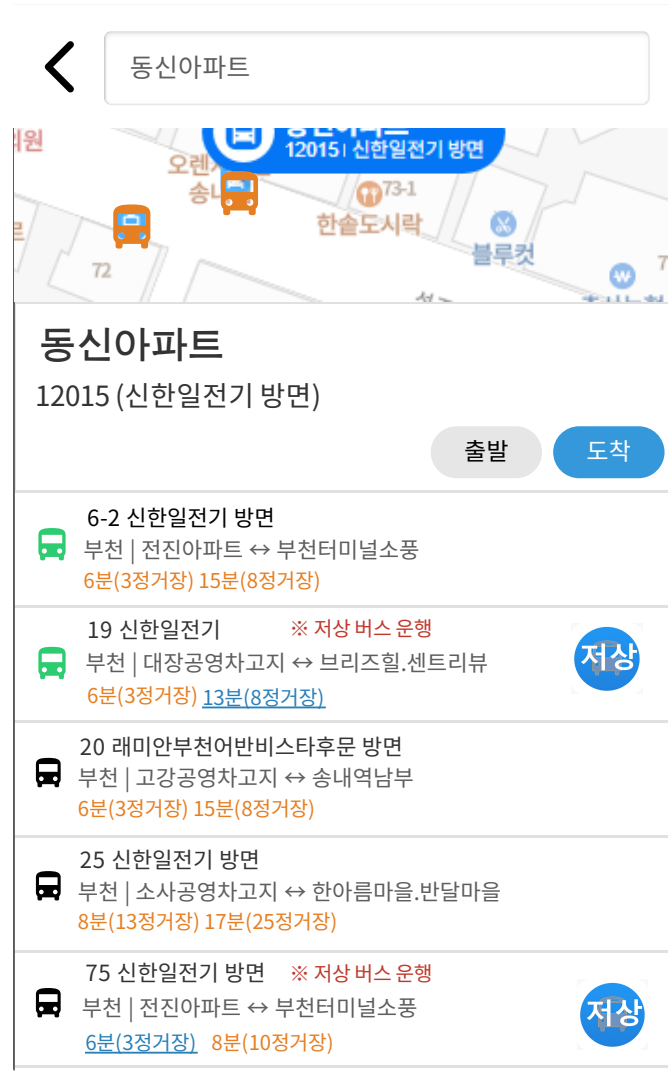 동신아파트
의원
12015 | 신한일전기 방면
73-1
한솥도시락
블루컷
72
7
동신아파트
12015 (신한일전기 방면)
출발
도착
6-2 신한일전기 방면
부천 | 전진아파트 ↔ 부천터미널소풍
6분(3정거장) 15분(8정거장)
19 신한일전기 ※ 저상 버스 운행
부천 | 대장공영차고지 ↔ 브리즈힐.센트리뷰
저상
6분(3정거장) 13분(8정거장)
20 래미안부천어반비스타후문 방면
부천 | 고강공영차고지 ↔ 송내역남부
6분(3정거장) 15분(8정거장)
25 신한일전기 방면
부천 | 소사공영차고지 ↔ 한아름마을.반달마을
8분(13정거장) 17분(25정거장)
75 신한일전기 방면 ※ 저상 버스 운행
부천 | 전진아파트 ↔ 부천터미널소풍
저상
6분(3정거장) 8분(10정거장)